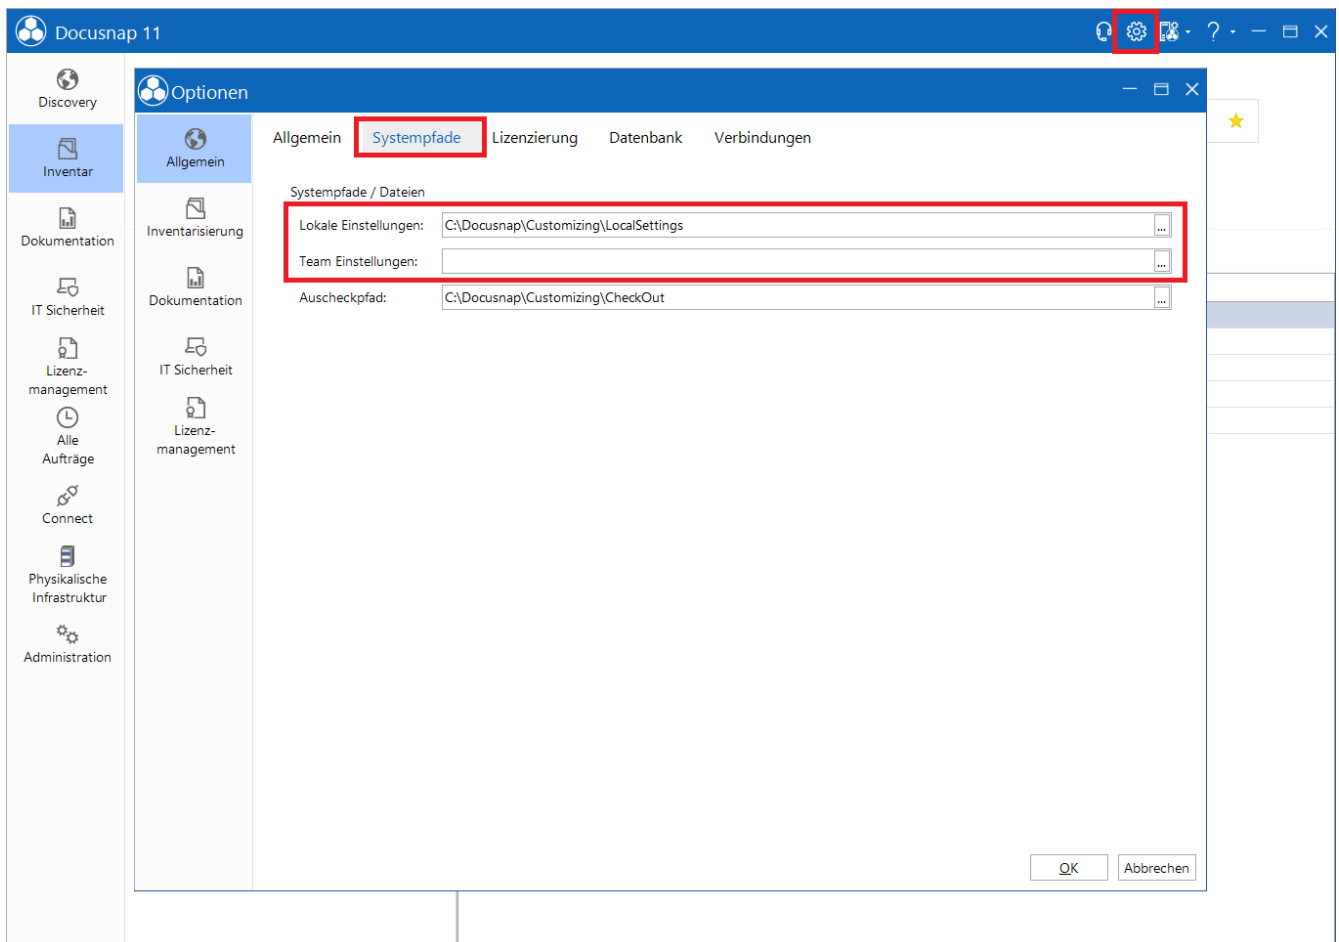 Docusnap 11
?
Discovery
Inventar
Dokumentation
IT Sicherheit
Lizenz-
management
Alle
Aufträge
Connect
Physikalische
Infrastruktur
Administration
Optionen
Allgemein
Inventarisierung
Dokumentation
IT Sicherheit
Lizenz-
management
Allgemein Systempfade Lizenzierung Datenbank Verbindungen
Systempfade / Dateien
Lokale Einstellungen: C:\Docusnap\Customizing\LocalSettings ...
Team Einstellungen: ...
Auscheckpfad: C:\Docusnap\Customizing\CheckOut ...
OK Abbrechen